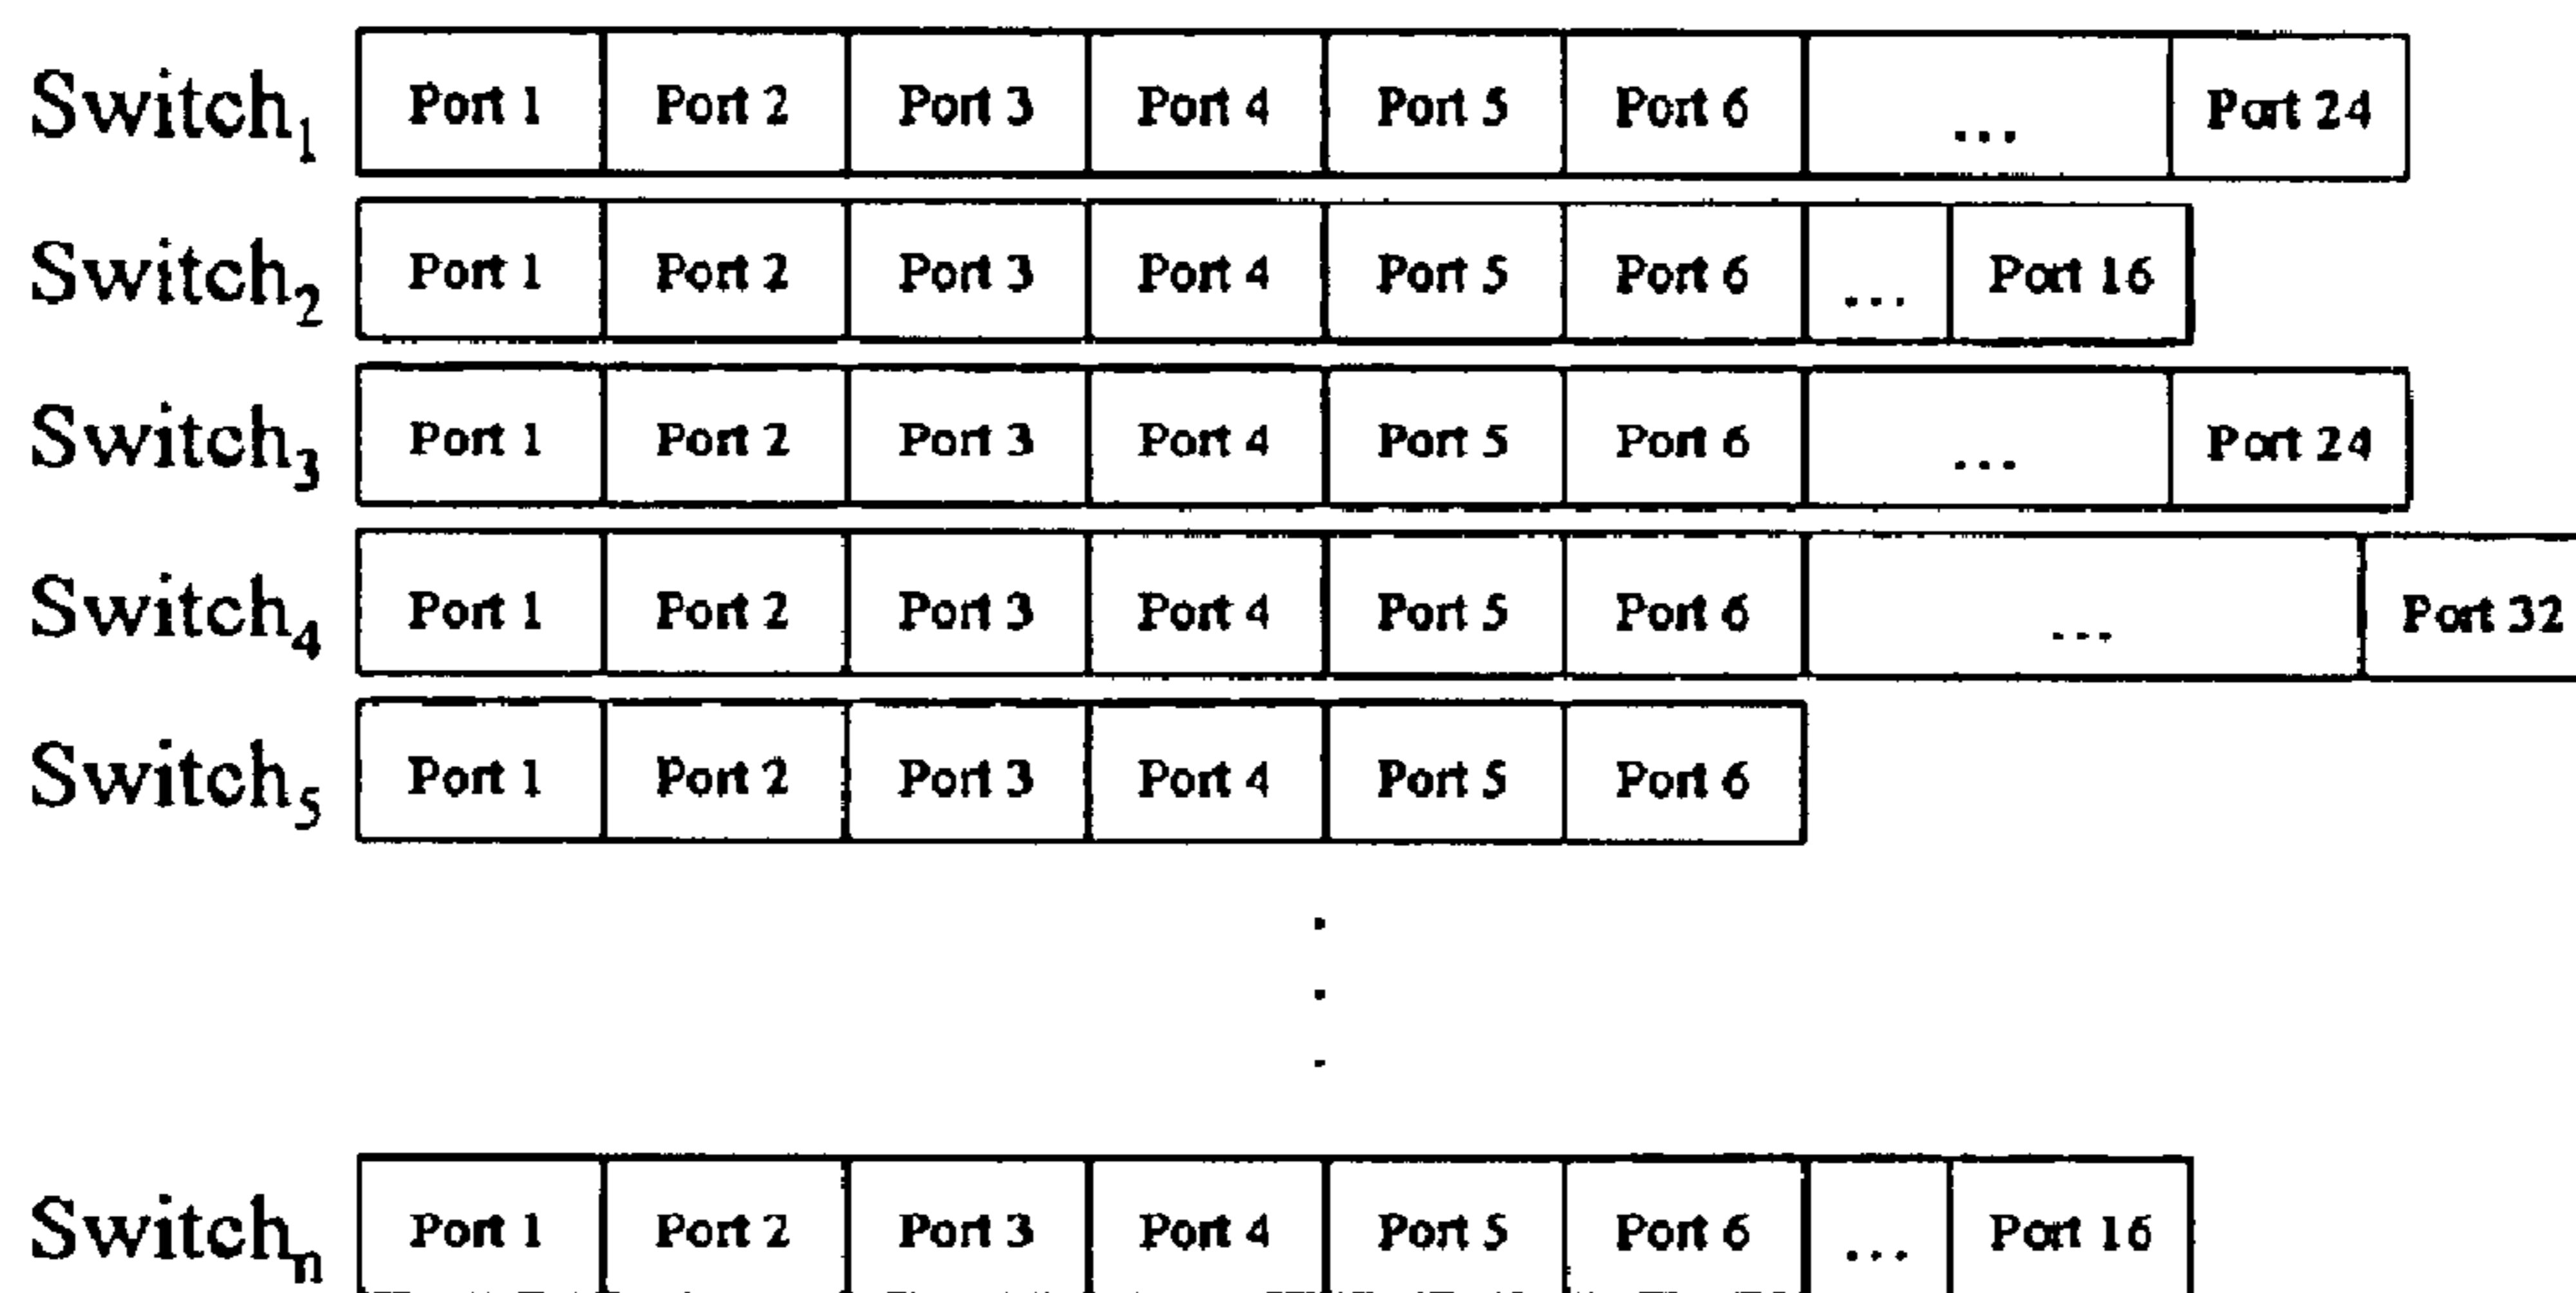 Switch1 Port 1 Port 2 Port 3 Port 4 Port 5 Port 6 ... Port 24
Switch2 Port 1 Port 2 Port 3 Port 4 Port 5 Port 6 ... Port 16
Switch3 Port 1 Port 2 Port 3 Port 4 Port 5 Port 6 ... Port 24
Switch4 Port 1 Port 2 Port 3 Port 4 Port 5 Port 6 ... Port 32
Switch5 Port 1 Port 2 Port 3 Port 4 Port 5 Port 6
.
.
.
Switchn Port 1 Port 2 Port 3 Port 4 Port 5 Port 6 ... Port 16